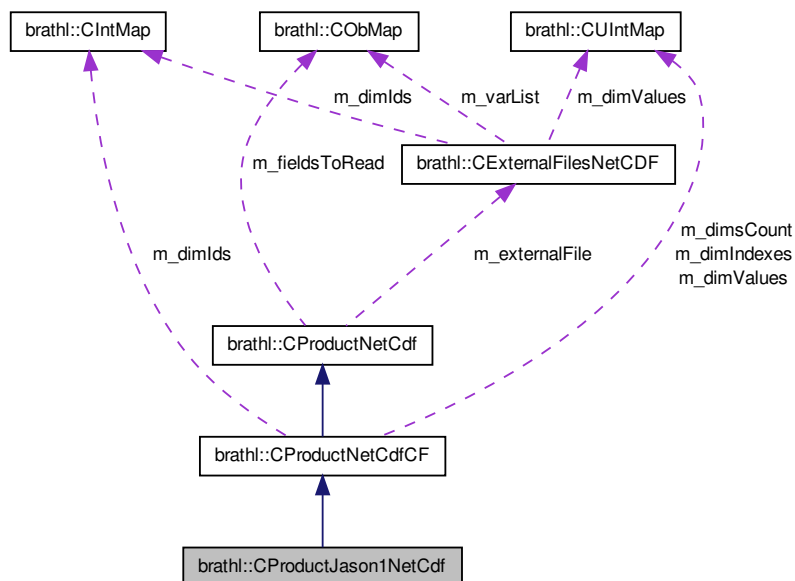 brathl::CIntMap
brathl::CObMap
brathl::CUIntMap
m_dimIds
m_varList
m_dimValues
m_fieldsToRead
brathl::CExternalFilesNetCDF
m_dimIds
m_externalFile
m_dimsCount
m_dimIndexes
m_dimValues
brathl::CProductNetCdf
brathl::CProductNetCdfCF
brathl::CProductJason1NetCdf